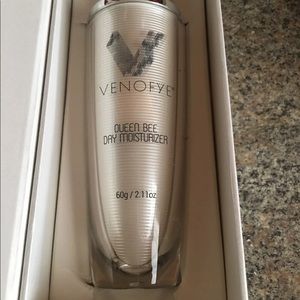 VENOFYE
QUEEN BEE
DAY MOISTURIZER
60g / 2.11oz